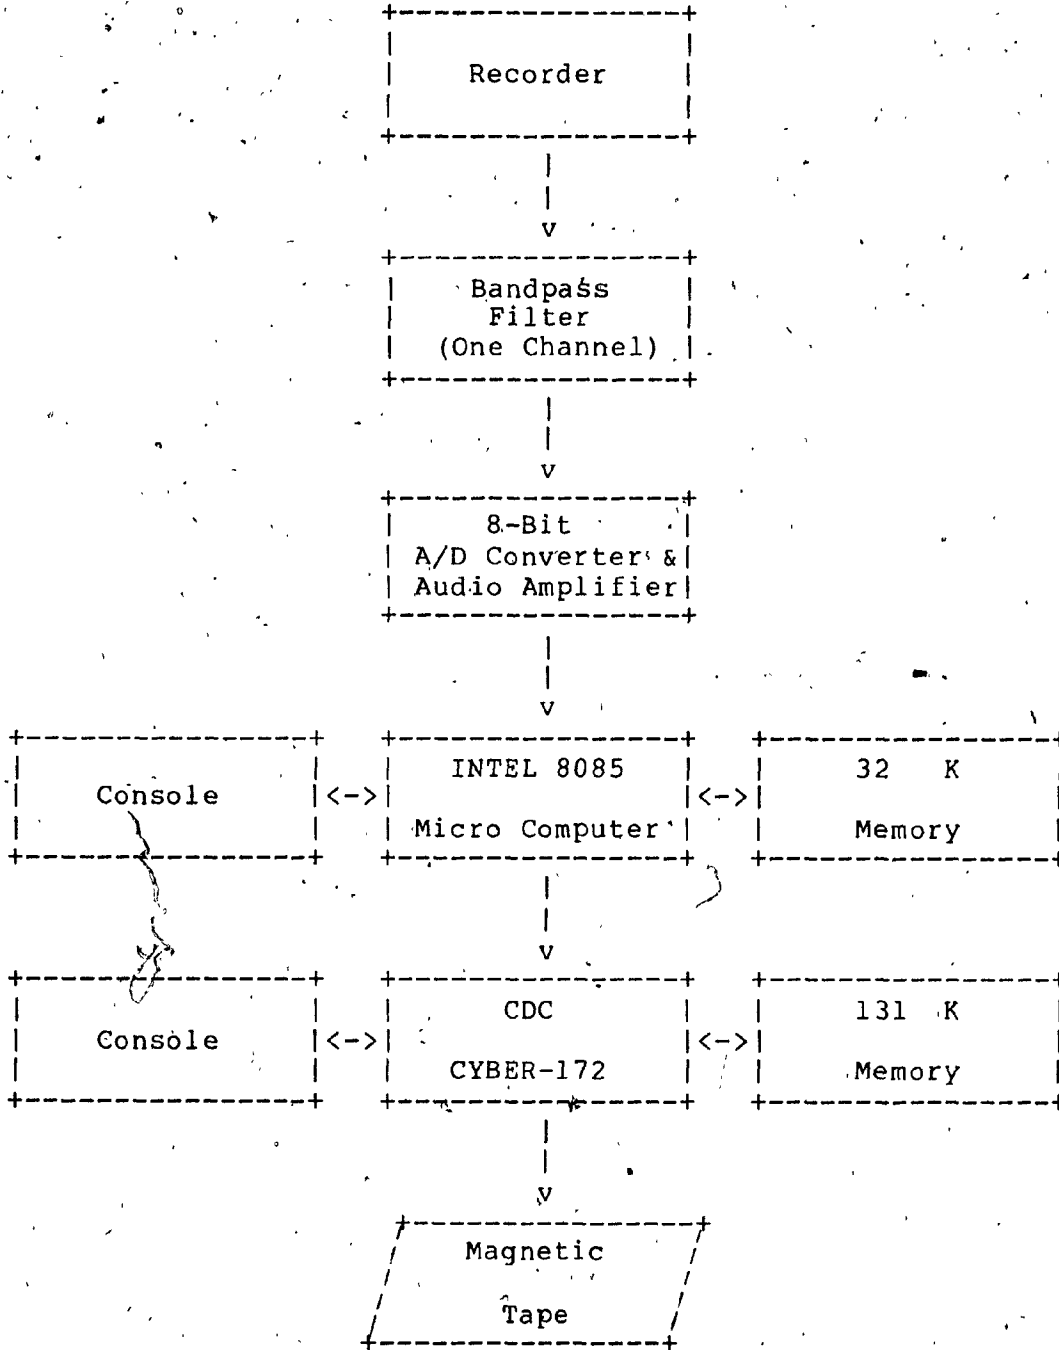 Recorder
Bandpass
Filter
(One Channel)
8-Bit
A/D Converter &
Audio Amplifier
Console
INTEL 8085
Micro Computer
32 K
Memory
Console
CDC
CYBER-172
131 K
Memory
Magnetic
Tape